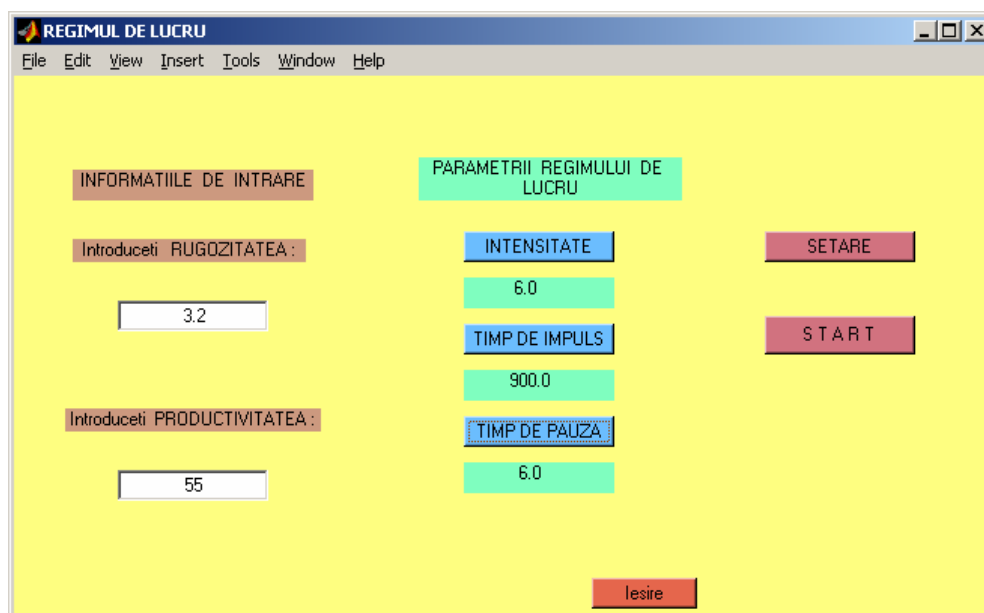 REGIMUL DE LUCRU
File Edit View Insert Tools Window Help
INFORMATIILE DE INTRARE
Introduceti RUGOZITATEA :
3.2
Introduceti PRODUCTIVITATEA :
55
PARAMETRII REGIMULUI DE
LUCRU
INTENSITATE
6.0
TIMP DE IMPULS
900.0
TIMP DE PAUZA
6.0
SETARE
S T A R T
Iesire